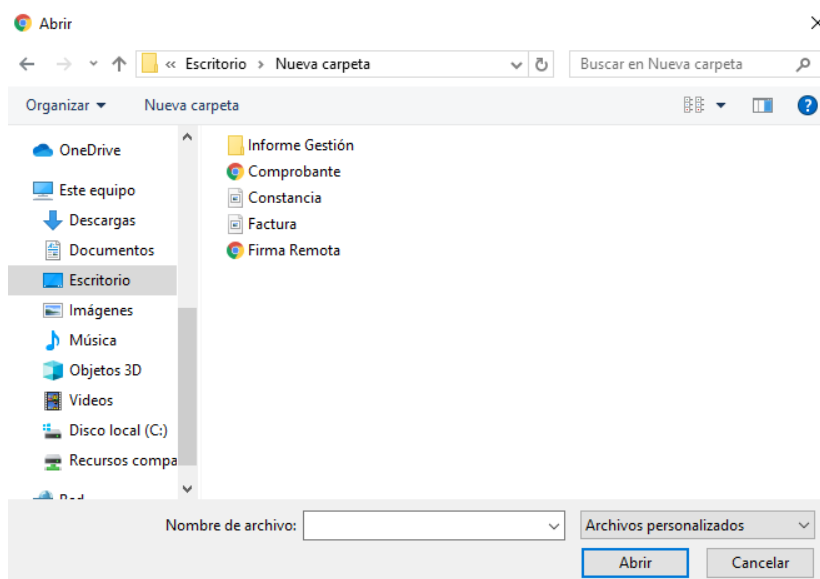 Abrir
« Escritorio > Nueva carpeta
Buscar en Nueva carpeta
Organizar
Nueva carpeta
OneDrive
Este equipo
Descargas
Documentos
Escritorio
Imágenes
Música
Objetos 3D
Videos
Disco local (C:)
Recursos compa
Red
Informe Gestión
Comprobante
Constancia
Factura
Firma Remota
Nombre de archivo:
Archivos personalizados
Abrir
Cancelar